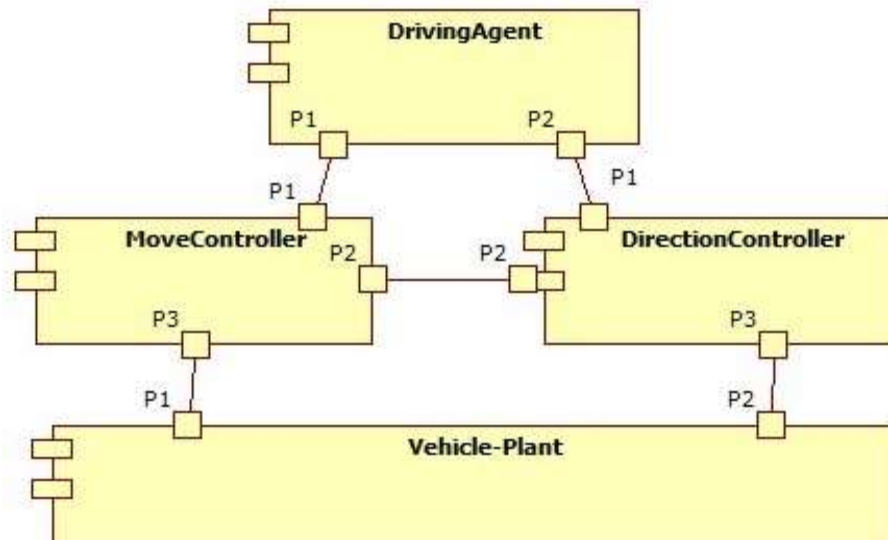 DrivingAgent
P1
P2
P1
P1
MoveController
DirectionController
P2
P2
P3
P3
P1
P2
Vehicle-Plant